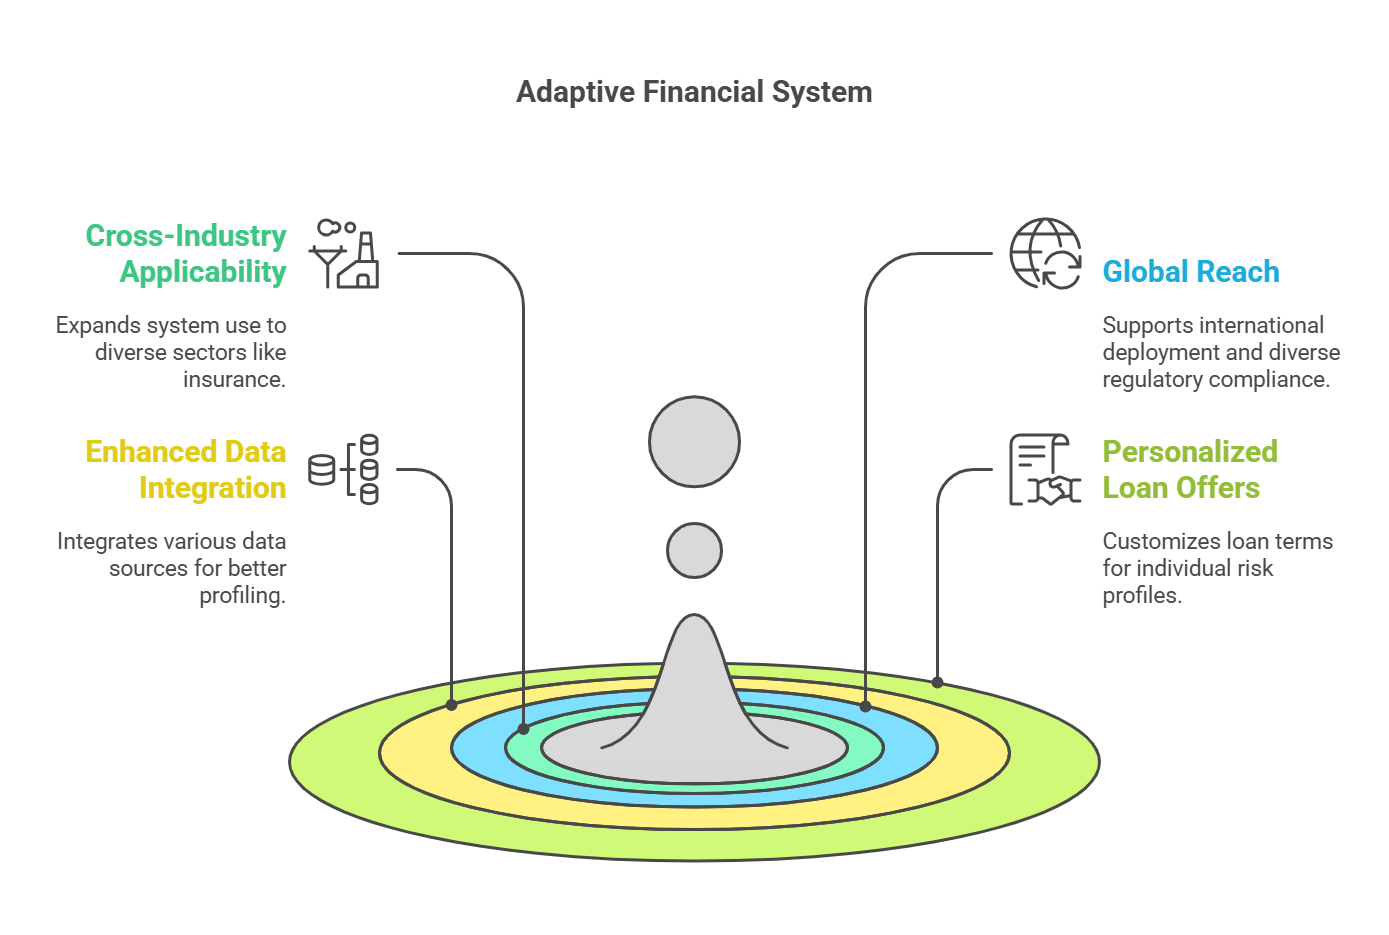 Adaptive Financial System
Cross-Industry
Applicability
Expands system use to
diverse sectors like
insurance.
Global Reach
Supports international
deployment and diverse
regulatory compliance.
Enhanced Data
Integration
Integrates various data
sources for better
profiling.
Personalized
Loan Offers
Customizes loan terms
for individual risk
profiles.